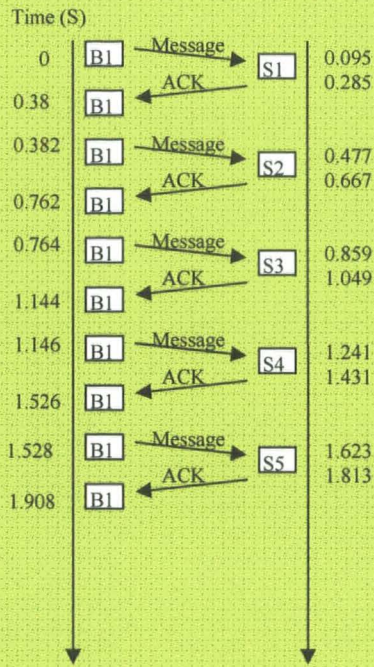 Time (S)
0 B1 Message S1 0.095
0.38 B1 ACK 0.285
0.382 B1 Message S2 0.477
0.762 B1 ACK 0.667
0.764 B1 Message S3 0.859
1.144 B1 ACK 1.049
1.146 B1 Message S4 1.241
1.526 B1 ACK 1.431
1.528 B1 Message S5 1.623
1.908 B1 ACK 1.813